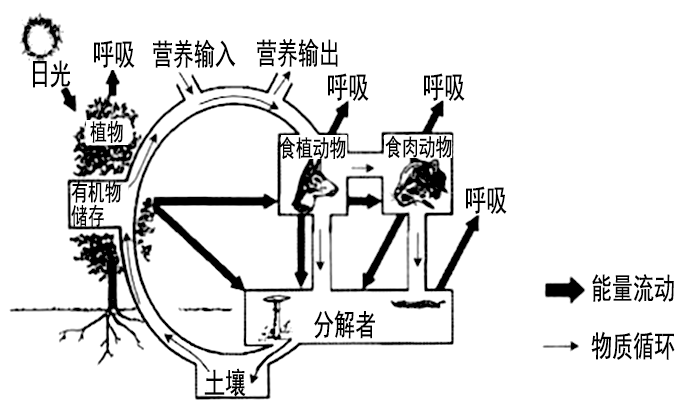 日光
呼吸
营养输入
营养输出
呼吸
呼吸
植物
食植动物
食肉动物
有机物
储存
呼吸
能量流动
分解者
物质循环
土壤